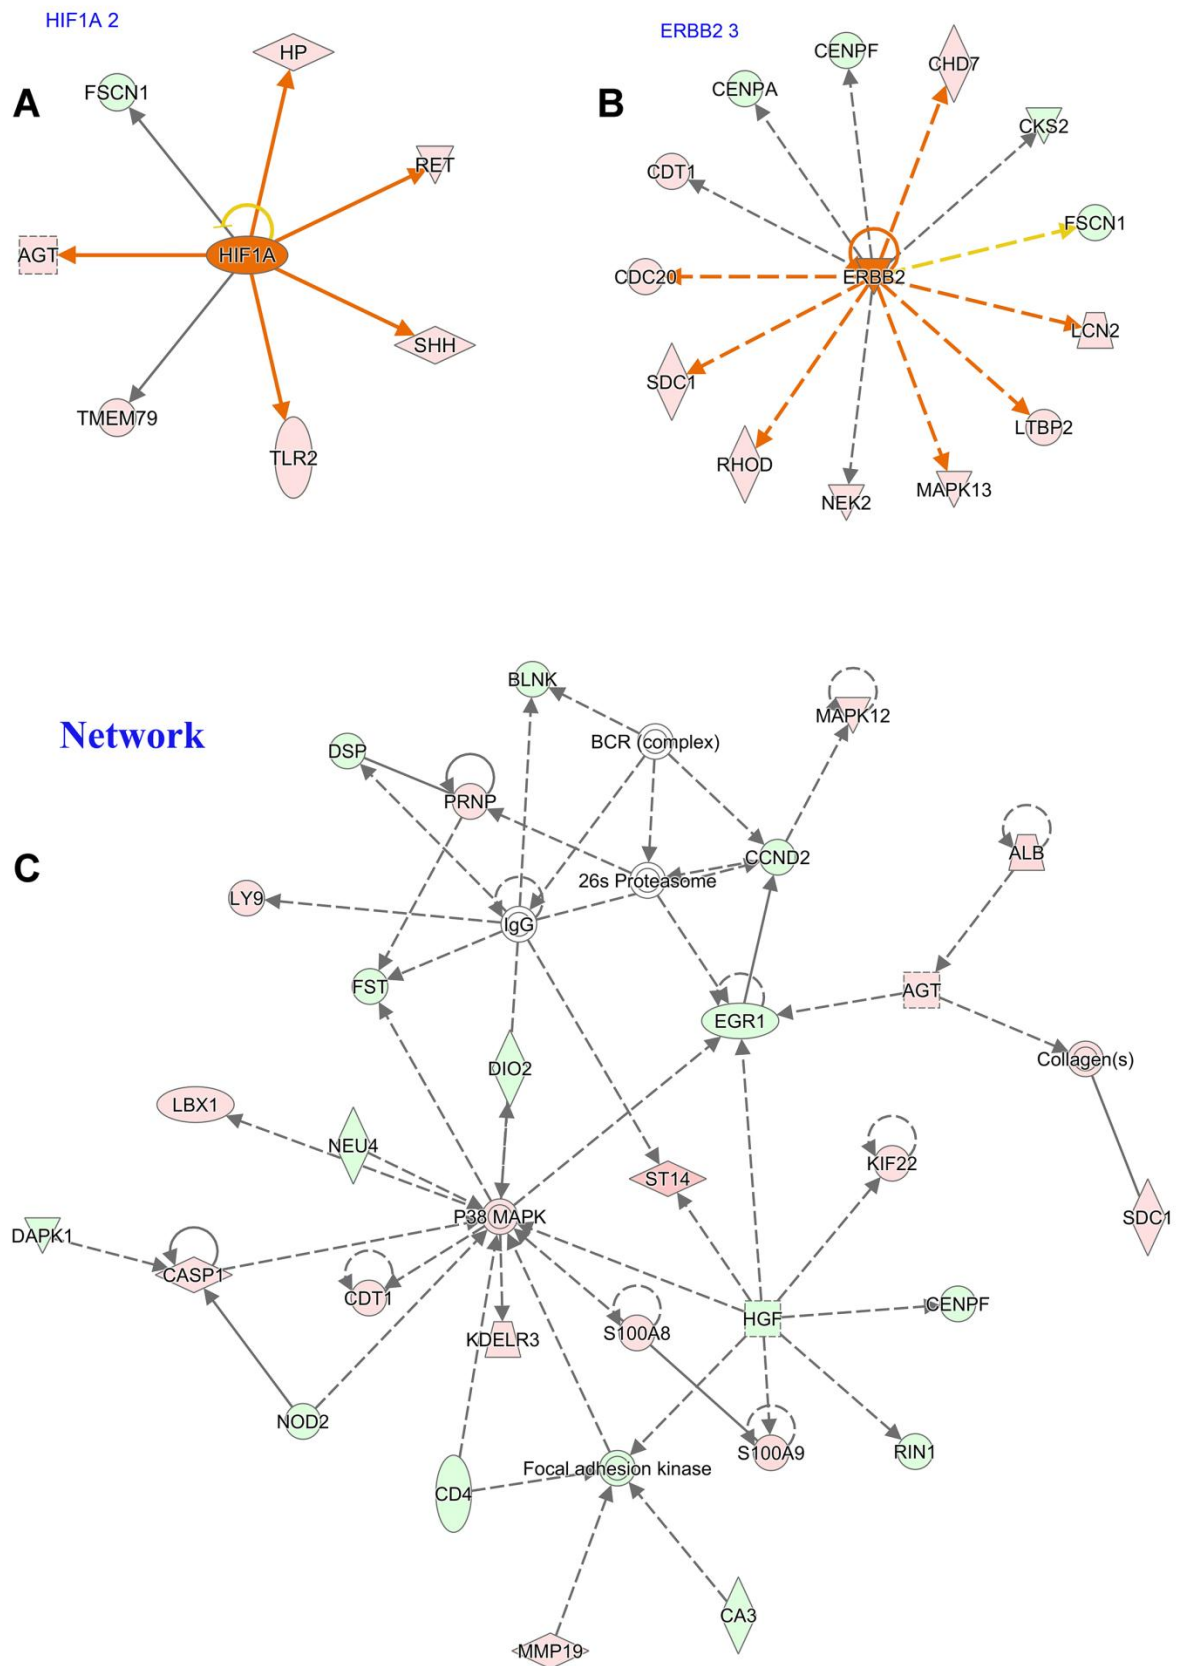 HIF1A 2
ERBB2 3
A
HP
FSCN1
RET
HIF1A
AGT
SHH
TMEM79
TLR2
B
CENPF
CHD7
CENPA
CKS2
CDT1
FSCN1
CDC20
ERBB2
LCN2
SDC1
LTBP2
RHOD
NEK2
MAPK13
Network
C
BLNK
MAPK12
BCR (complex)
DSP
PRNP
CCND2
ALB
26s Proteasome
LY9
IgG
FST
AGT
EGR1
DIO2
Collagen(s)
LBX1
NEU4
KIF22
ST14
P38 MAPK
SDC1
DAPK1
CASP1
CDT1
CENPF
HGF
KDELR3
S100A8
NOD2
S100A9
RIN1
Focal adhesion kinase
CD4
CA3
MMP19